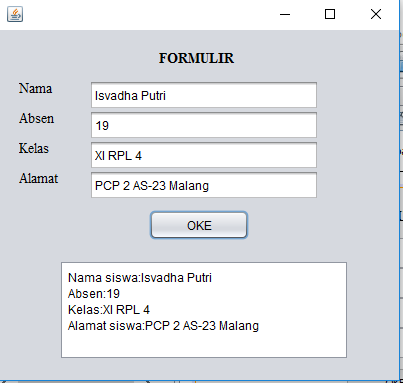 FORMULIR
Nama Isvadha Putri
Absen 19
Kelas XI RPL 4
Alamat PCP 2 AS-23 Malang
OKE
Nama siswa:Isvadha Putri
Absen:19
Kelas:XI RPL 4
Alamat siswa:PCP 2 AS-23 Malang